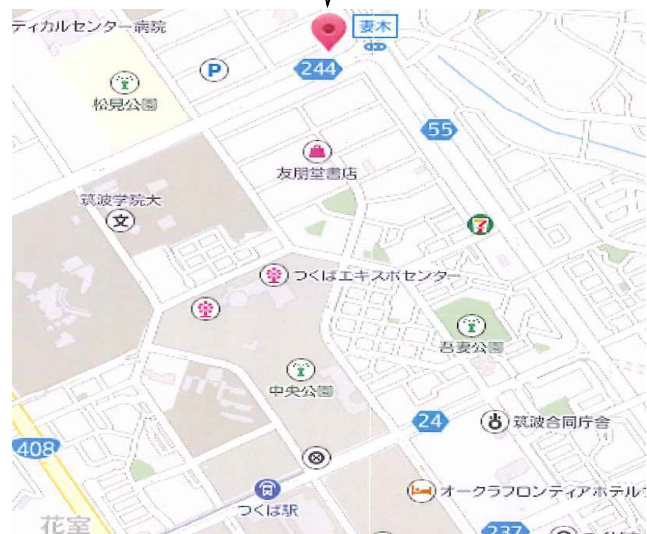 ティカルセンター病院
妻木
P
244
松見公園
55
友朋堂書店
筑波学院大
文
7
つくばエキスポセンター
吾妻公園
中央公園
24
筑波合同庁舎
408
オークラフロンティアホテル
つくば駅
花室
237